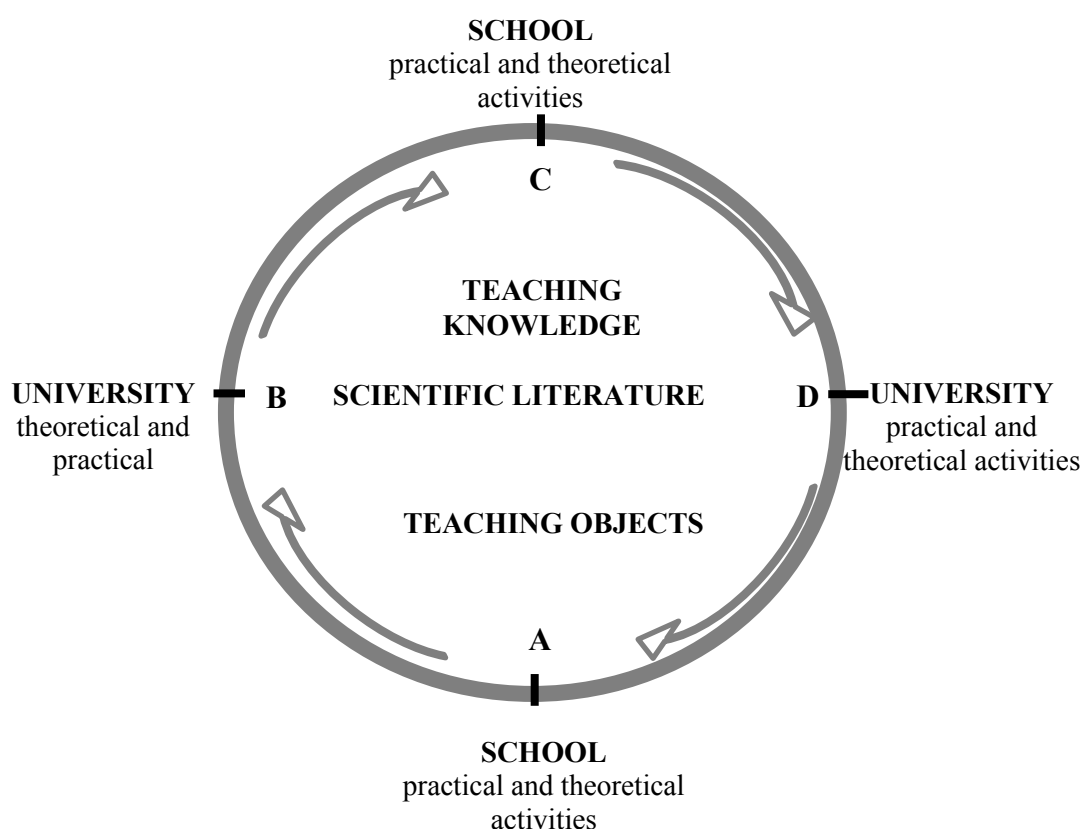 SCHOOL
practical and theoretical
activities
C
TEACHING
KNOWLEDGE
UNIVERSITY
theoretical and
practical
B
SCIENTIFIC LITERATURE
D
UNIVERSITY
practical and
theoretical activities
TEACHING OBJECTS
A
SCHOOL
practical and theoretical
activities